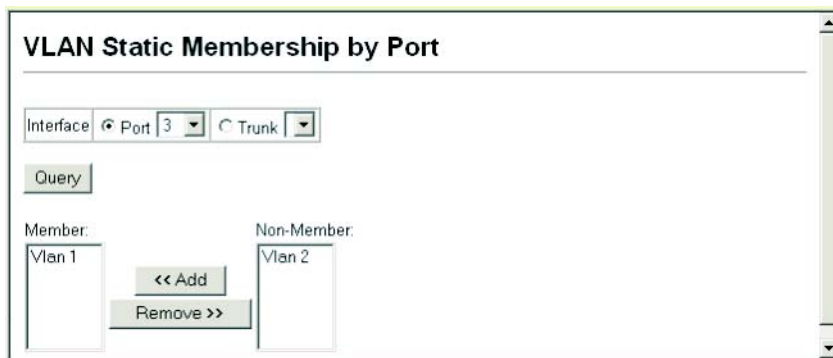 VLAN Static Membership by Port
Interface Port 3 Trunk
Query
Member: Non-Member:
Vlan 1 Vlan 2
<< Add
Remove >>